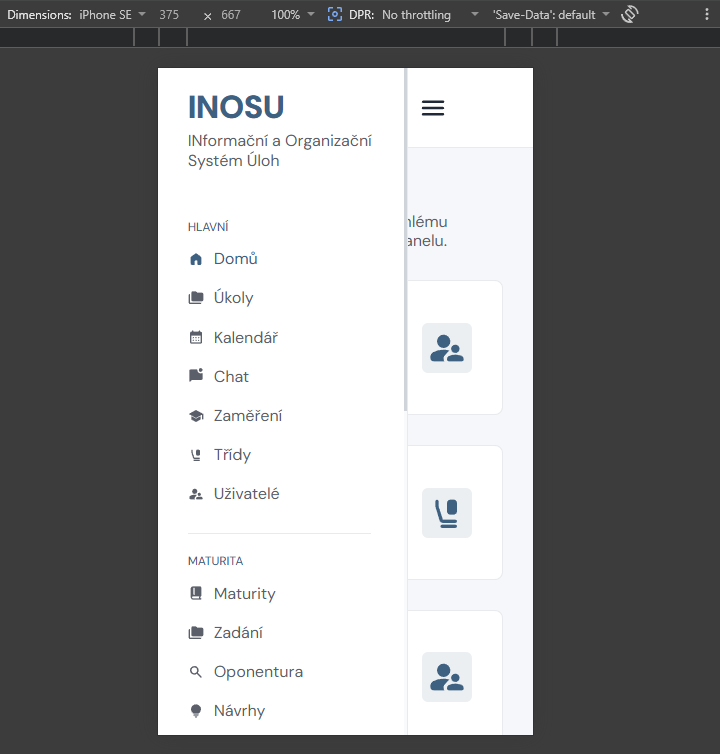 Dimensions: iPhone SE 375 × 667 100% DPR: No throttling 'Save-Data': default
INOSU
INformační a Organizační
Systém Úloh
HLAVNÍ
Domů
Úkoly
Kalendář
Chat
Zaměření
Třídy
Uživatelé
MATURITA
Maturity
Zadání
Oponentura
Návrhy
anelu.